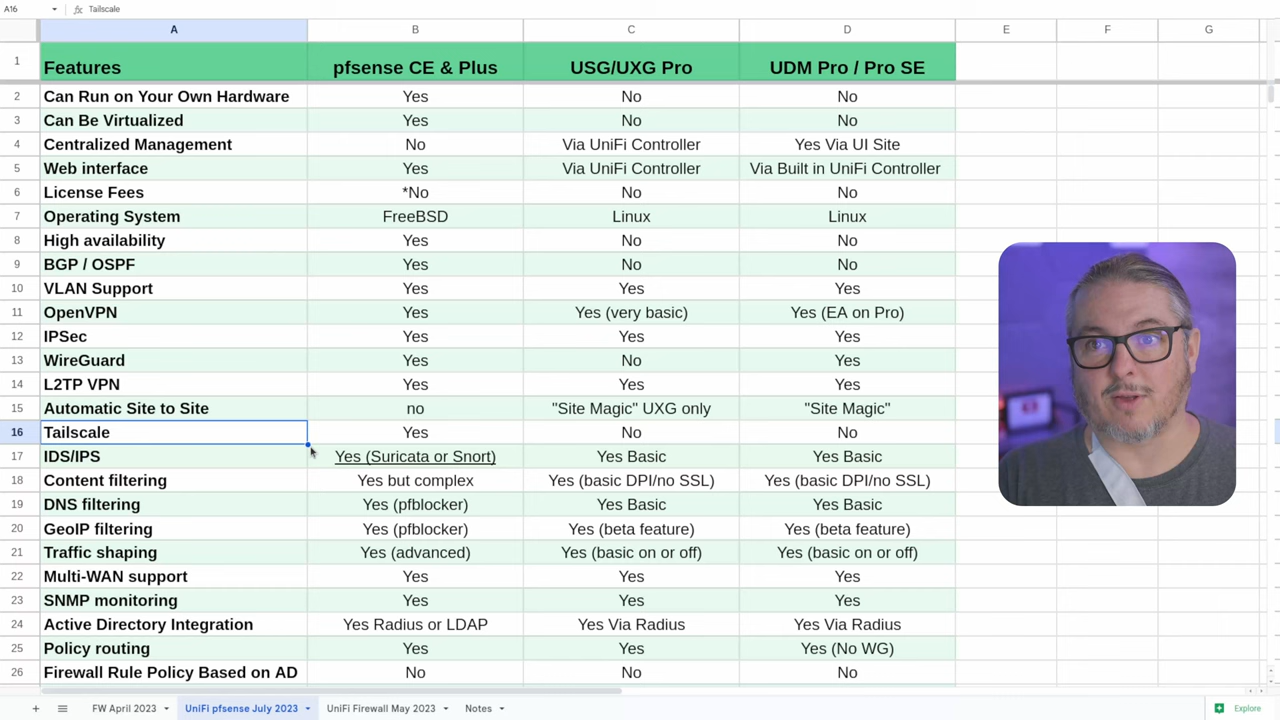 A16 fx Tailscale
A B C D E F G
1 Features pfsense CE & Plus USG/UXG Pro UDM Pro / Pro SE
2 Can Run on Your Own Hardware Yes No No
3 Can Be Virtualized Yes No No
4 Centralized Management No Via UniFi Controller Yes Via UI Site
5 Web interface Yes Via UniFi Controller Via Built in UniFi Controller
6 License Fees *No No No
7 Operating System FreeBSD Linux Linux
8 High availability Yes No No
9 BGP / OSPF Yes No No
10 VLAN Support Yes Yes Yes
11 OpenVPN Yes Yes (very basic) Yes (EA on Pro)
12 IPSec Yes Yes Yes
13 WireGuard Yes No Yes
14 L2TP VPN Yes Yes Yes
15 Automatic Site to Site no "Site Magic" UXG only "Site Magic"
16 Tailscale Yes No No
17 IDS/IPS Yes (Suricata or Snort) Yes Basic Yes Basic
18 Content filtering Yes but complex Yes (basic DPI/no SSL) Yes (basic DPI/no SSL)
19 DNS filtering Yes (pfblocker) Yes Basic Yes Basic
20 GeoIP filtering Yes (pfblocker) Yes (beta feature) Yes (beta feature)
21 Traffic shaping Yes (advanced) Yes (basic on or off) Yes (basic on or off)
22 Multi-WAN support Yes Yes Yes
23 SNMP monitoring Yes Yes Yes
24 Active Directory Integration Yes Radius or LDAP Yes Via Radius Yes Via Radius
25 Policy routing Yes Yes Yes (No WG)
26 Firewall Rule Policy Based on AD No No No
FW April 2023 UniFi pfsense July 2023 UniFi Firewall May 2023 Notes Explore